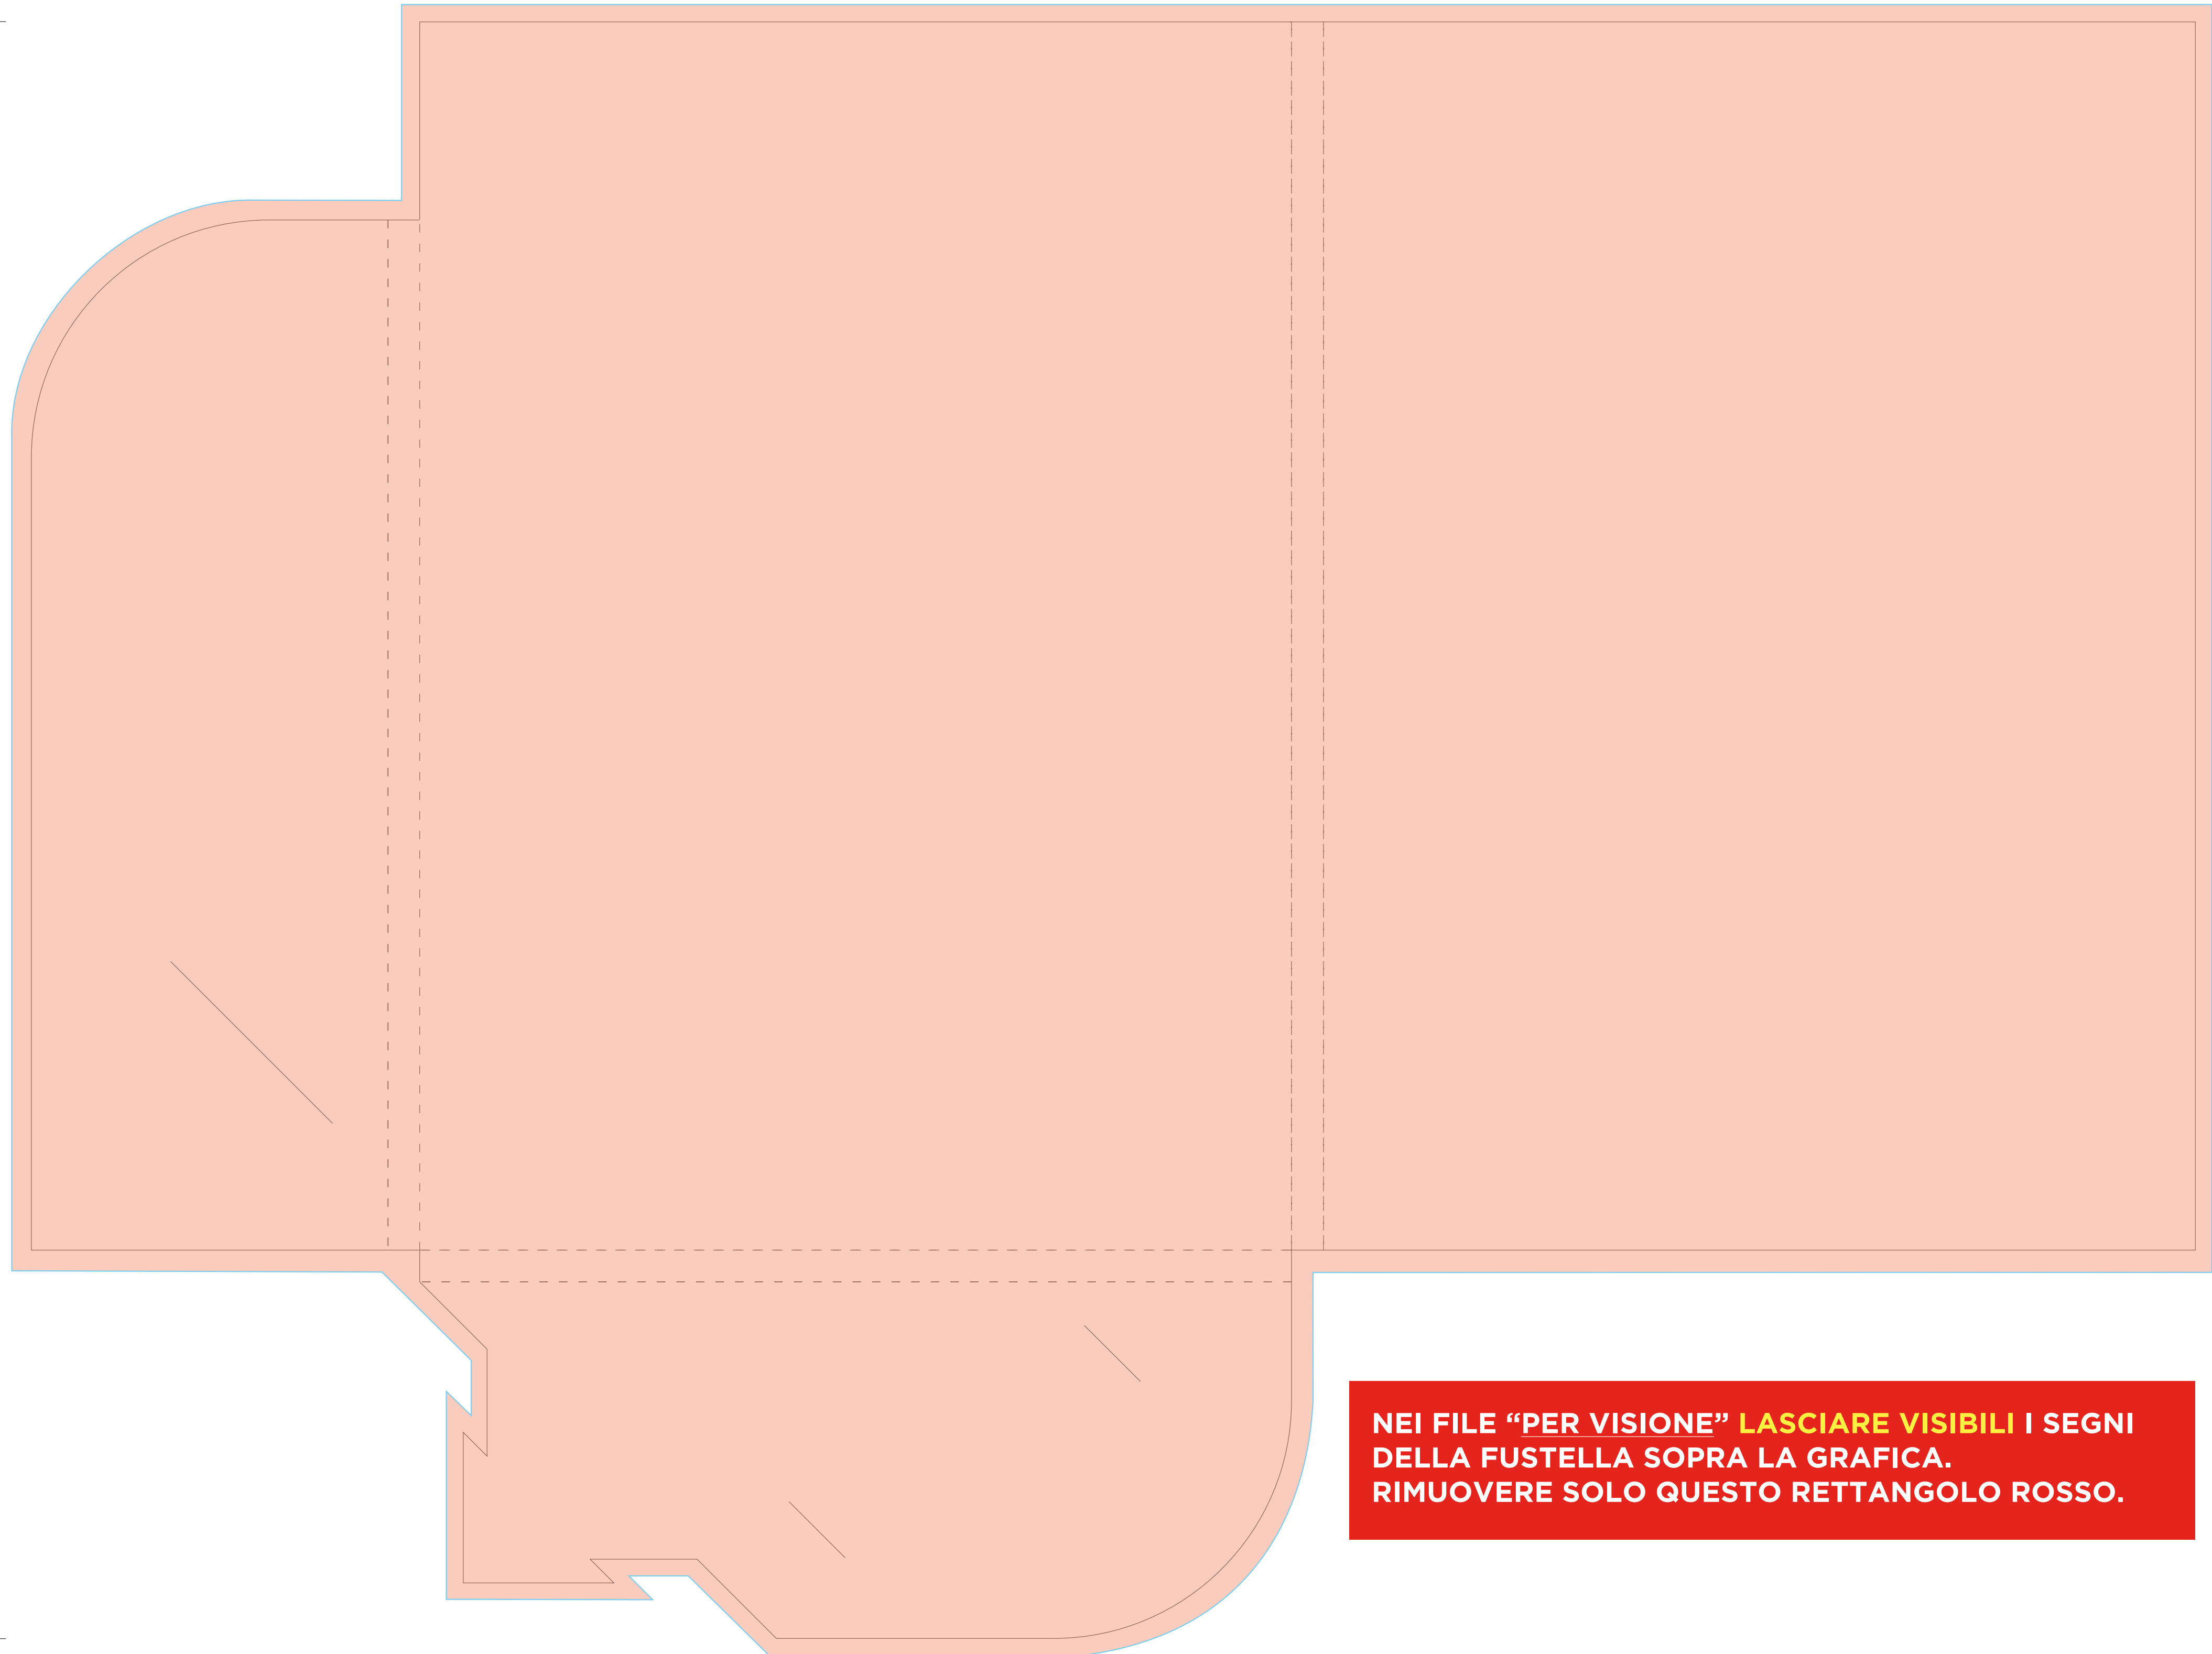 NEI FILE “PER VISIONE” LASCIARE VISIBILI I SEGNI
DELLA FUSTELLA SOPRA LA GRAFICA.
RIMUOVERE SOLO QUESTO RETTANGOLO ROSSO.